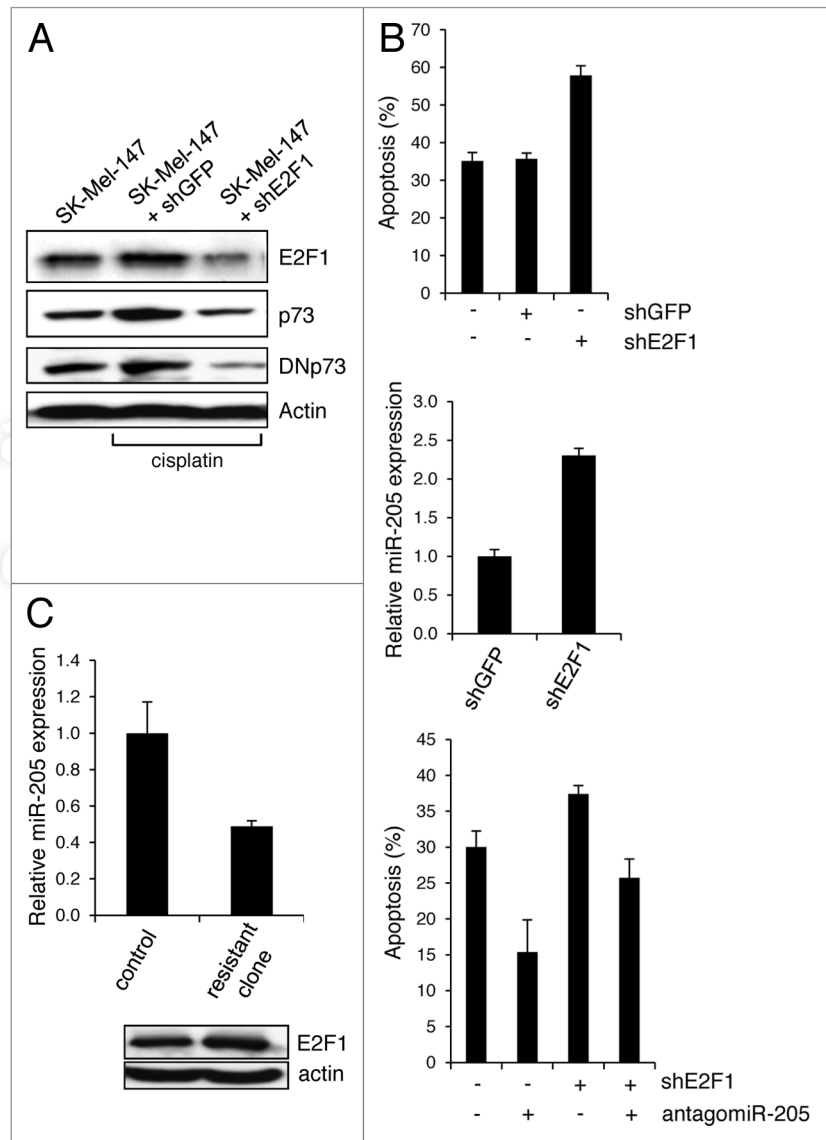 A
SK-Mel-147
SK-Mel-147
+ shGFP
SK-Mel-147
+ shE2F1
E2F1
p73
DNp73
Actin
cisplatin
B
Apoptosis (%)
70
60
50
40
30
20
10
0
- + - shGFP
- - + shE2F1
Relative miR-205 expression
3.0
2.5
2.0
1.5
1.0
0.5
0.0
shGFP
shE2F1
Apoptosis (%)
45
40
35
30
25
20
15
10
5
0
- - + + shE2F1
- + - + antagomiR-205
C
Relative miR-205 expression
1.4
1.2
1.0
0.8
0.6
0.4
0.2
0.0
control
resistant
clone
E2F1
actin